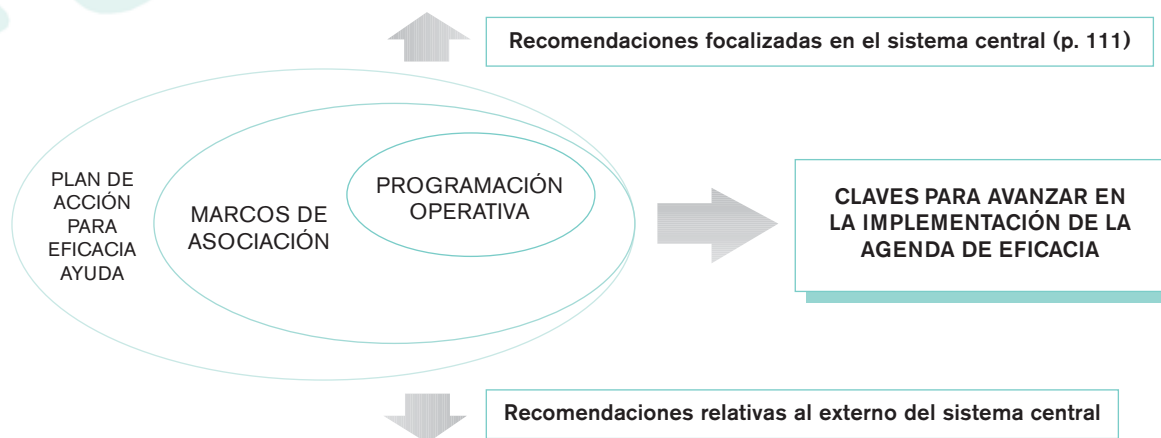 Recomendaciones focalizadas en el sistema central (p. 111)
PLAN DE
ACCIÓN
PARA
EFICACIA
AYUDA
MARCOS DE
ASOCIACIÓN
PROGRAMACIÓN
OPERATIVA
CLAVES PARA AVANZAR EN
LA IMPLEMENTACIÓN DE LA
AGENDA DE EFICACIA
Recomendaciones relativas al externo del sistema central